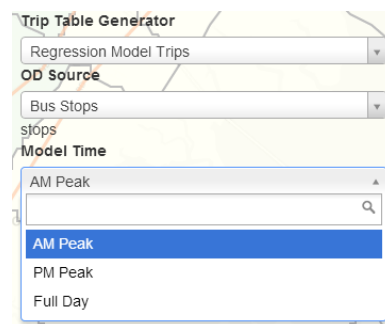 Trip Table Generator
Regression Model Trips
OD Source
Bus Stops
stops
Model Time
AM Peak
AM Peak
PM Peak
Full Day